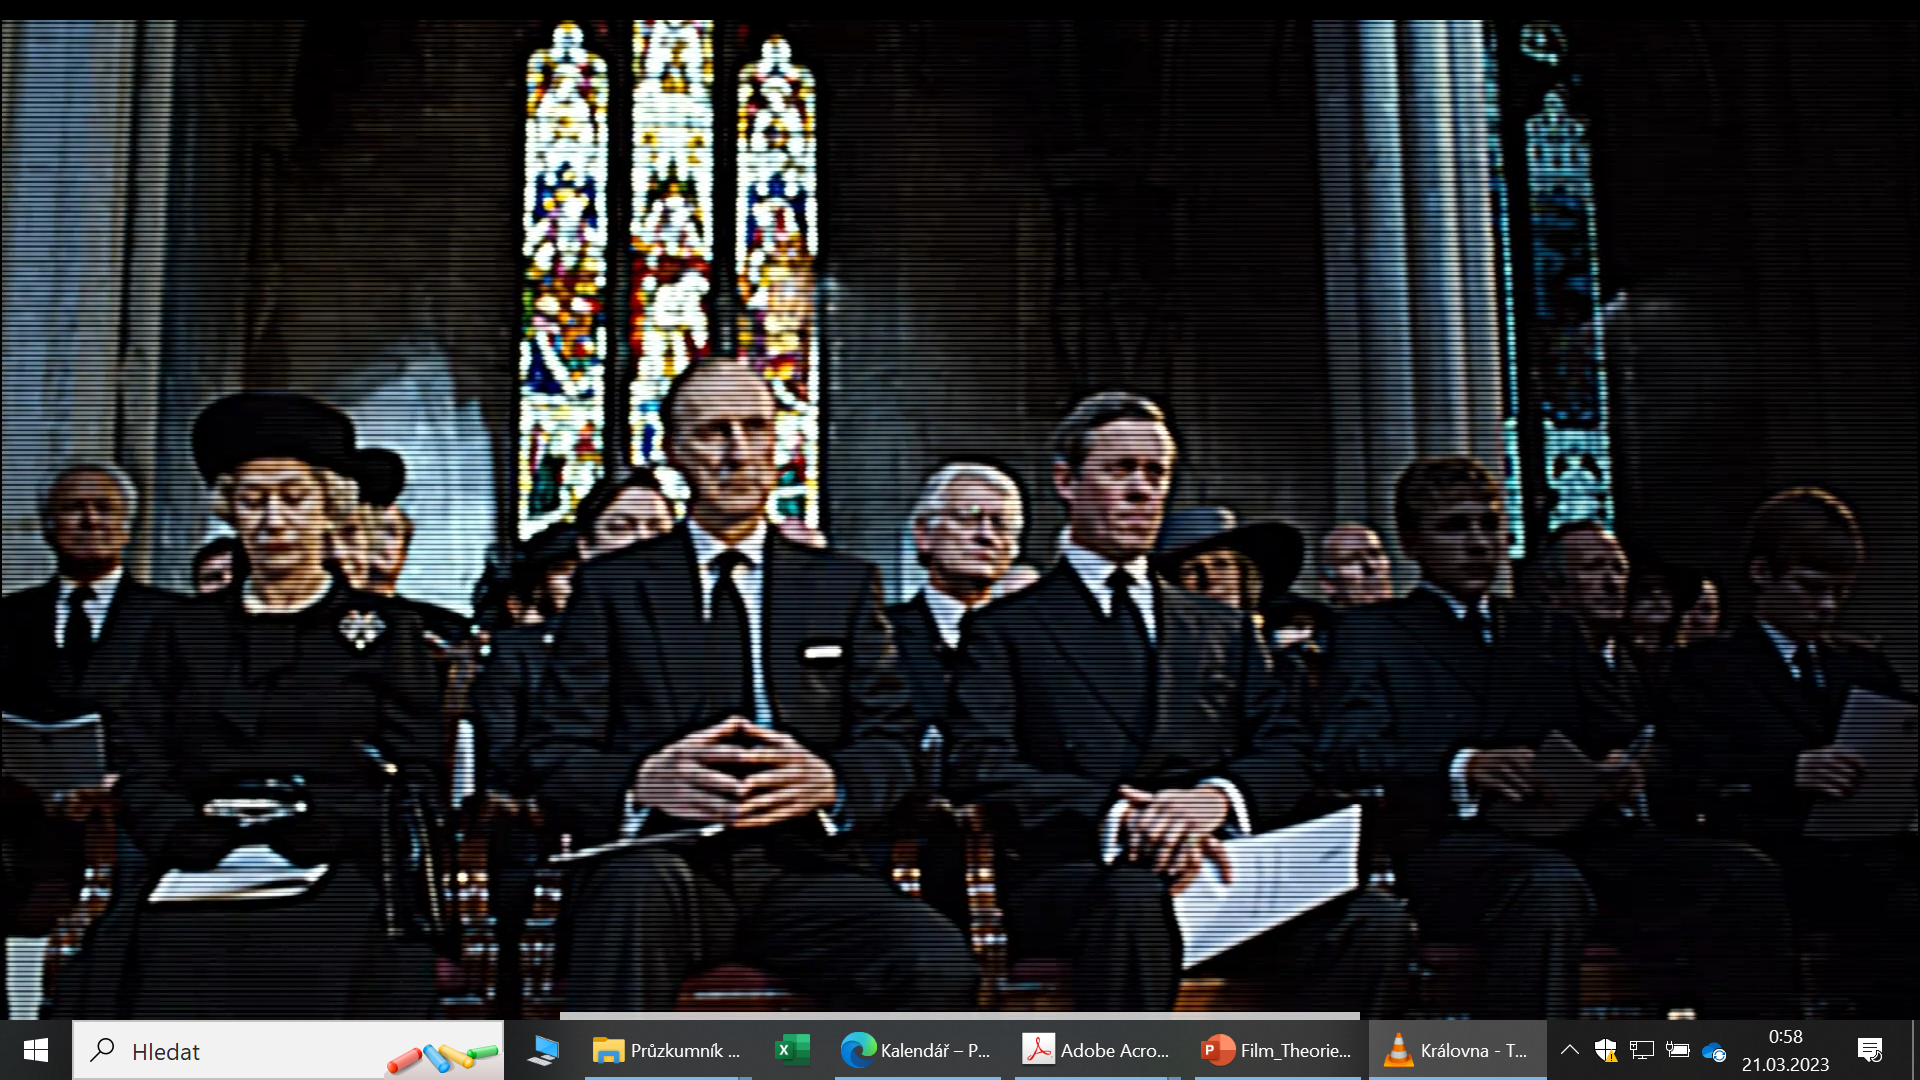 Hledat
Průzkumník ...
Kalendář – P...
Adobe Acro...
Film_Theorie...
Královna - T...
0:58
21.03.2023